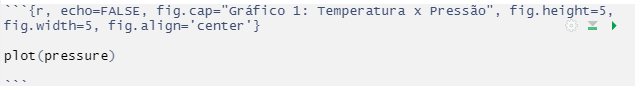 ```{r, echo=FALSE, fig.cap="Gráfico 1: Temperatura x Pressão", fig.height=5,
fig.width=5, fig.align='center'}
plot(pressure)
```